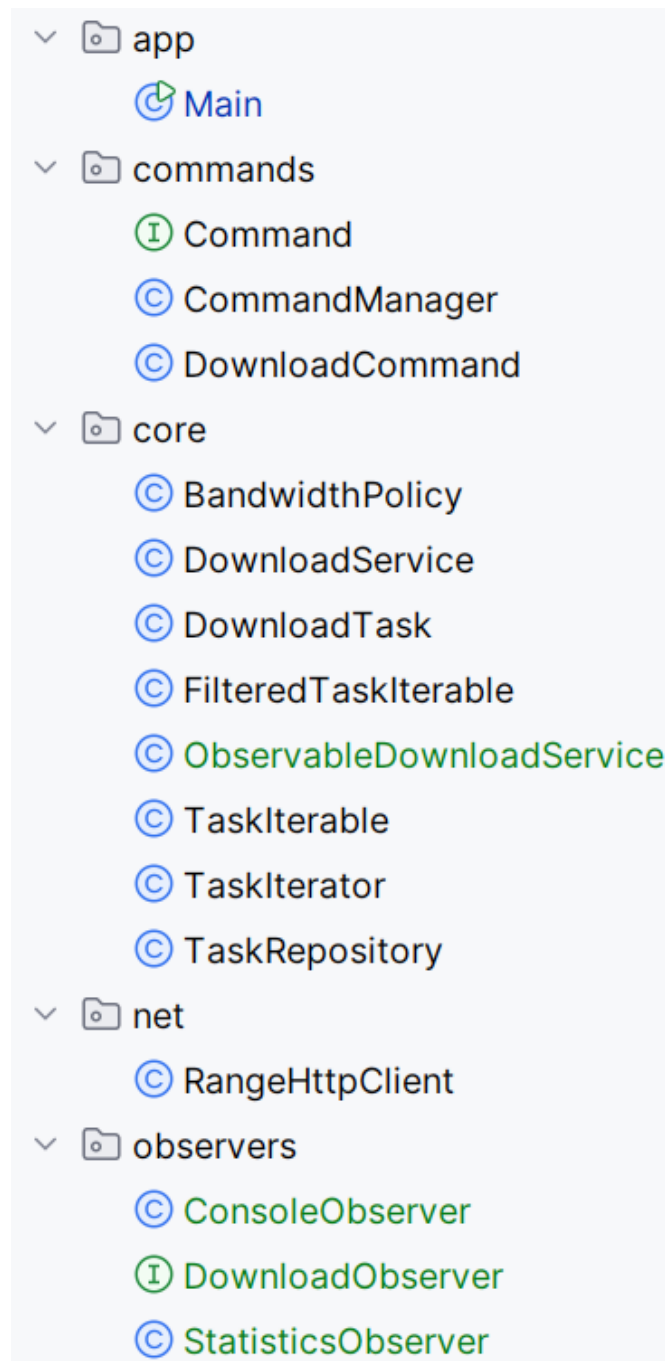 app
Main
commands
Command
CommandManager
DownloadCommand
core
BandwidthPolicy
DownloadService
DownloadTask
FilteredTaskIterable
ObservableDownloadService
TaskIterable
TaskIterator
TaskRepository
net
RangeHttpClient
observers
ConsoleObserver
DownloadObserver
StatisticsObserver